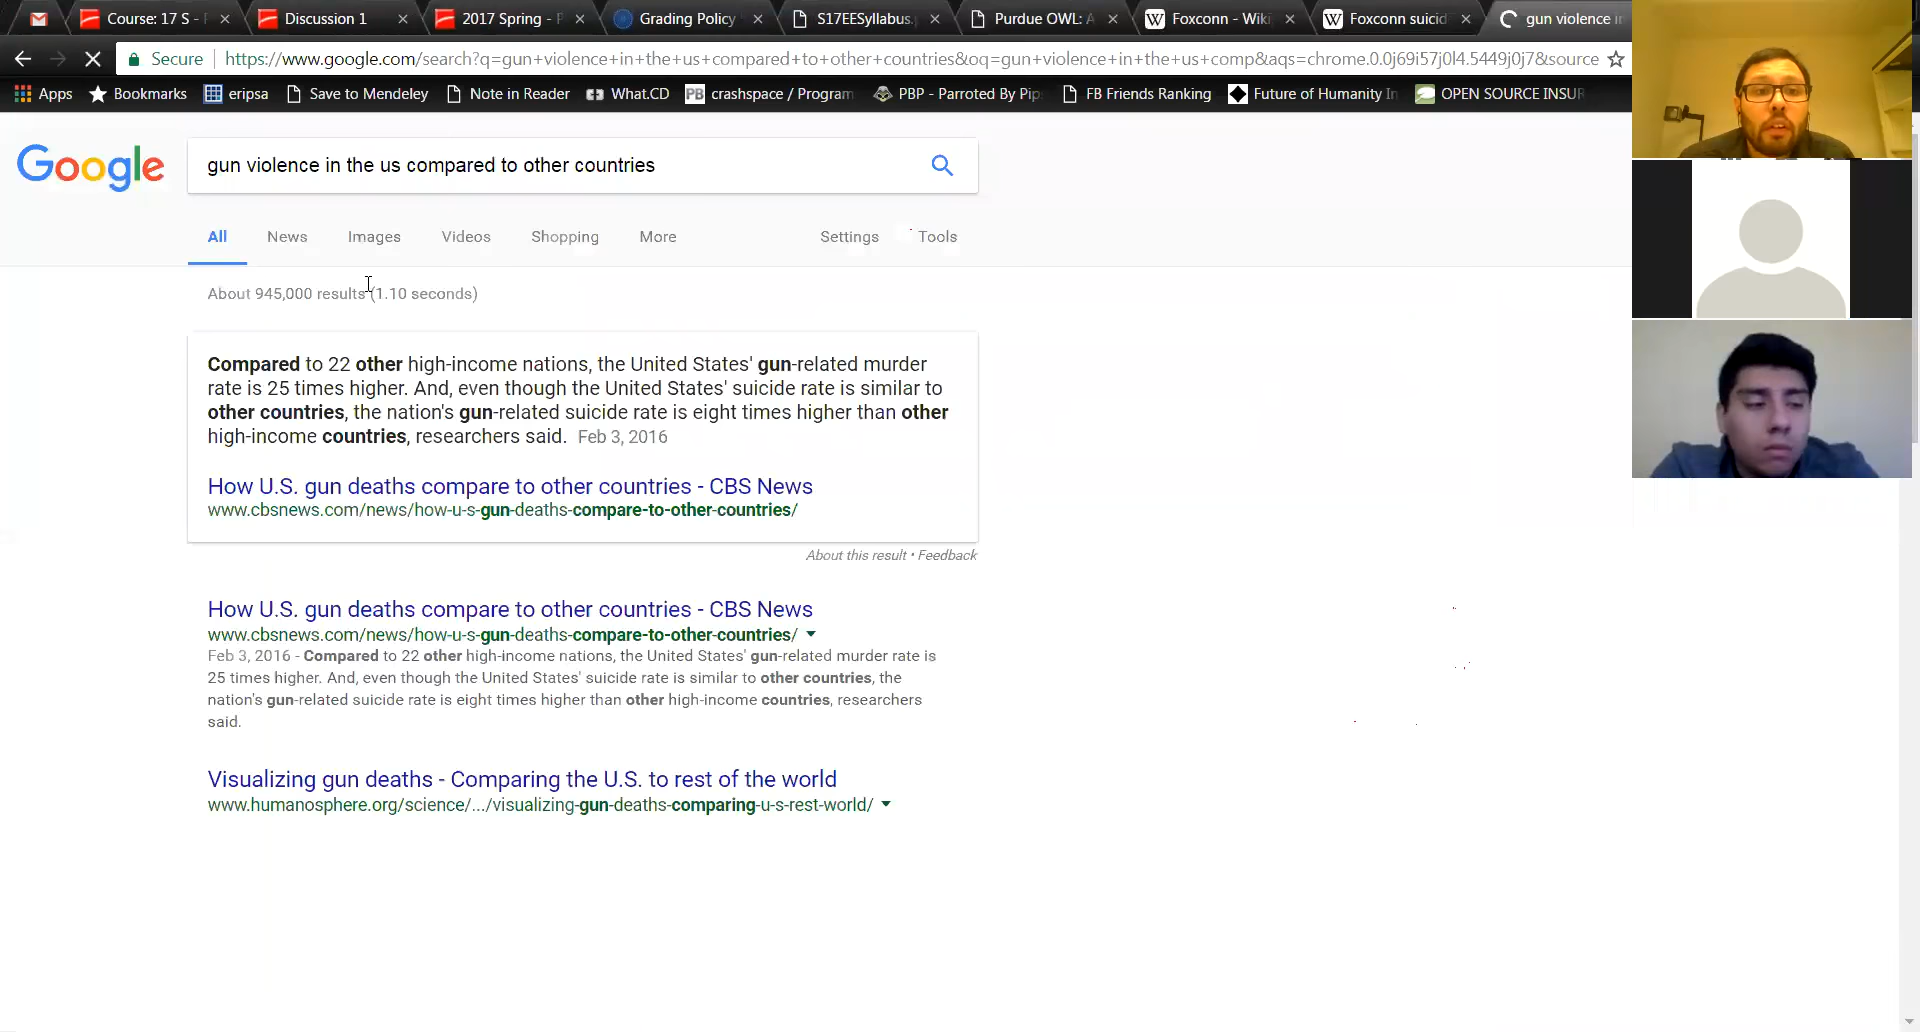 Course: 17 S -
Discussion 1
2017 Spring -
Grading Policy
S17EESyllabus.
Purdue OWL:
Foxconn - Wiki
Foxconn suicid
gun violence i
Secure
https://www.google.com/search?q=gun+violence+in+the+us+compared+to+other+countries&oq=gun+violence+in+the+us+comp&aqs=chrome.0.0j69i57j0l4.5449j0j7&source
Apps
Bookmarks
eripsa
Save to Mendeley
Note in Reader
What.CD
PB crashspace / Program
PBP - Parroted By Pip
FB Friends Ranking
Future of Humanity In
OPEN SOURCE INSUR
Google
gun violence in the us compared to other countries
All News Images Videos Shopping More Settings Tools
About 945,000 results (1.10 seconds)
Compared to 22 other high-income nations, the United States' gun-related murder
rate is 25 times higher. And, even though the United States' suicide rate is similar to
other countries, the nation's gun-related suicide rate is eight times higher than other
high-income countries, researchers said. Feb 3, 2016
How U.S. gun deaths compare to other countries - CBS News
www.cbsnews.com/news/how-u-s-gun-deaths-compare-to-other-countries/
About this result • Feedback
How U.S. gun deaths compare to other countries - CBS News
www.cbsnews.com/news/how-u-s-gun-deaths-compare-to-other-countries/
Feb 3, 2016 - Compared to 22 other high-income nations, the United States' gun-related murder rate is
25 times higher. And, even though the United States' suicide rate is similar to other countries, the
nation's gun-related suicide rate is eight times higher than other high-income countries, researchers
said.
Visualizing gun deaths - Comparing the U.S. to rest of the world
www.humanosphere.org/science/.../visualizing-gun-deaths-comparing-u-s-rest-world/